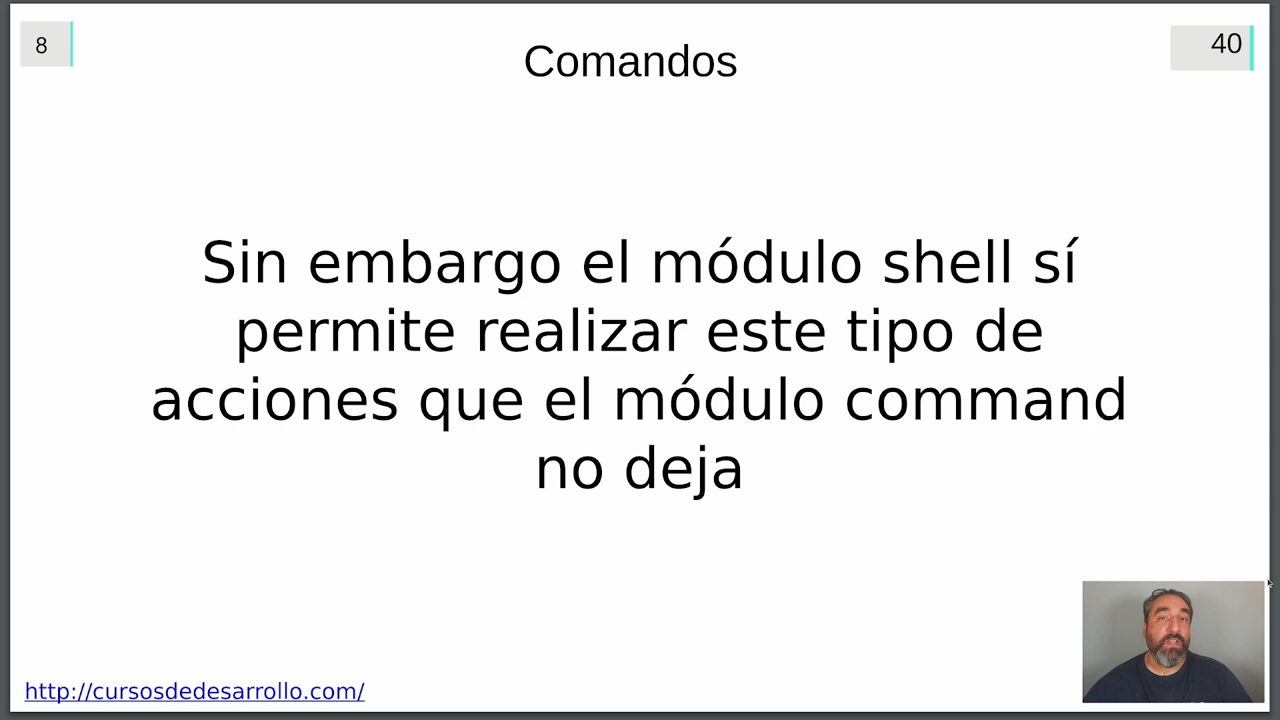 8
Comandos
40
Sin embargo el módulo shell sí
permite realizar este tipo de
acciones que el módulo command
no deja
http://cursosdedesarrollo.com/